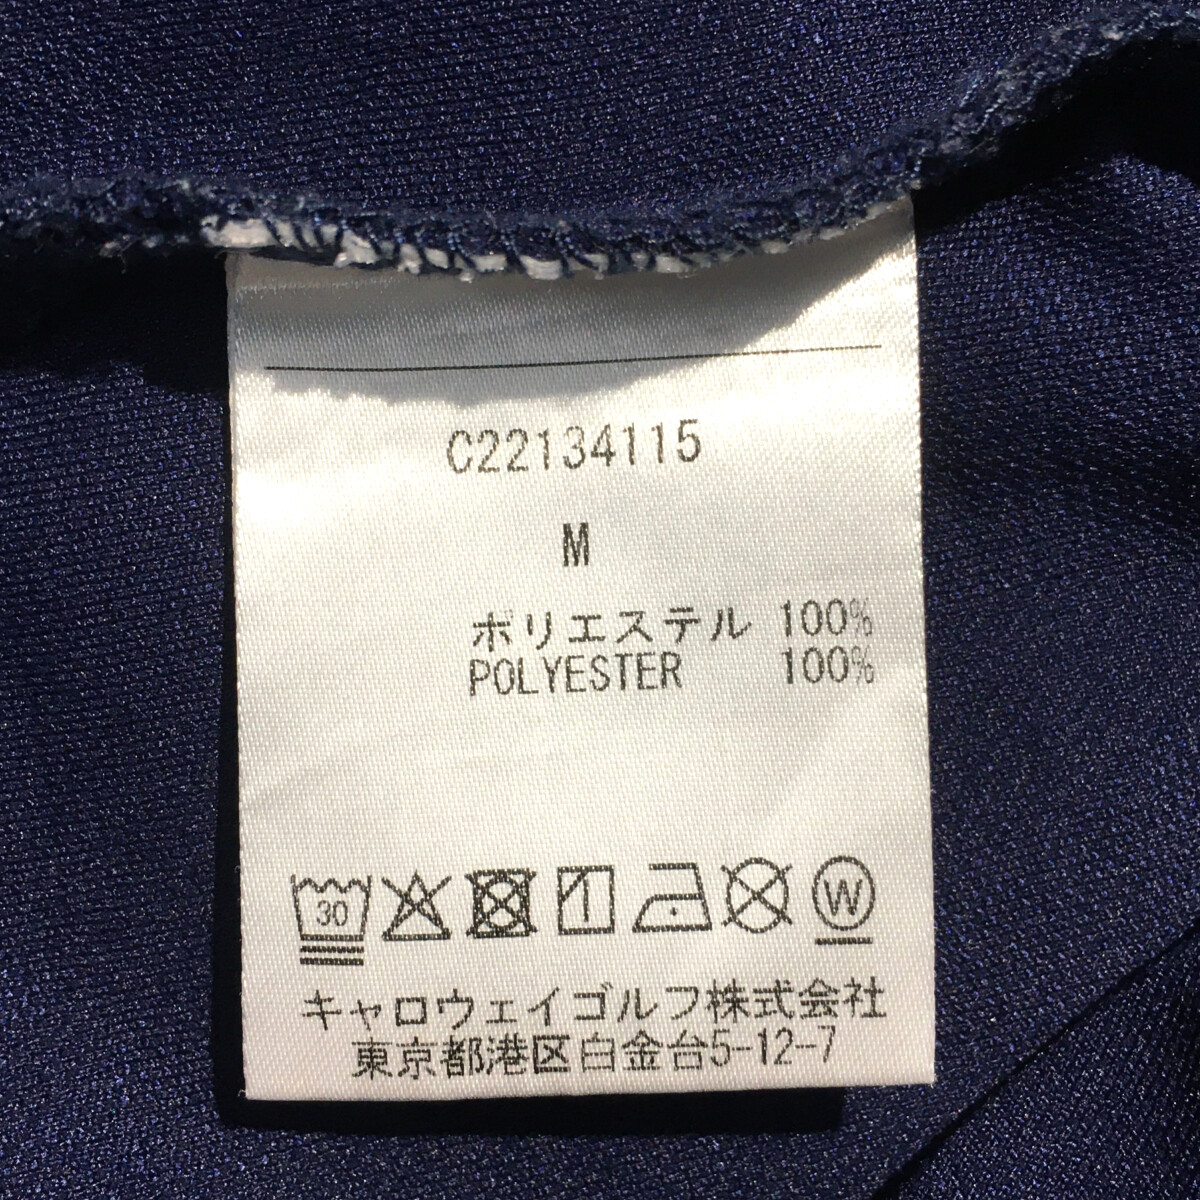 C22134115
M
ポリエステル 100%
POLYESTER 100%
30 W
キャロウェイゴルフ株式会社
東京都港区白金台5-12-7